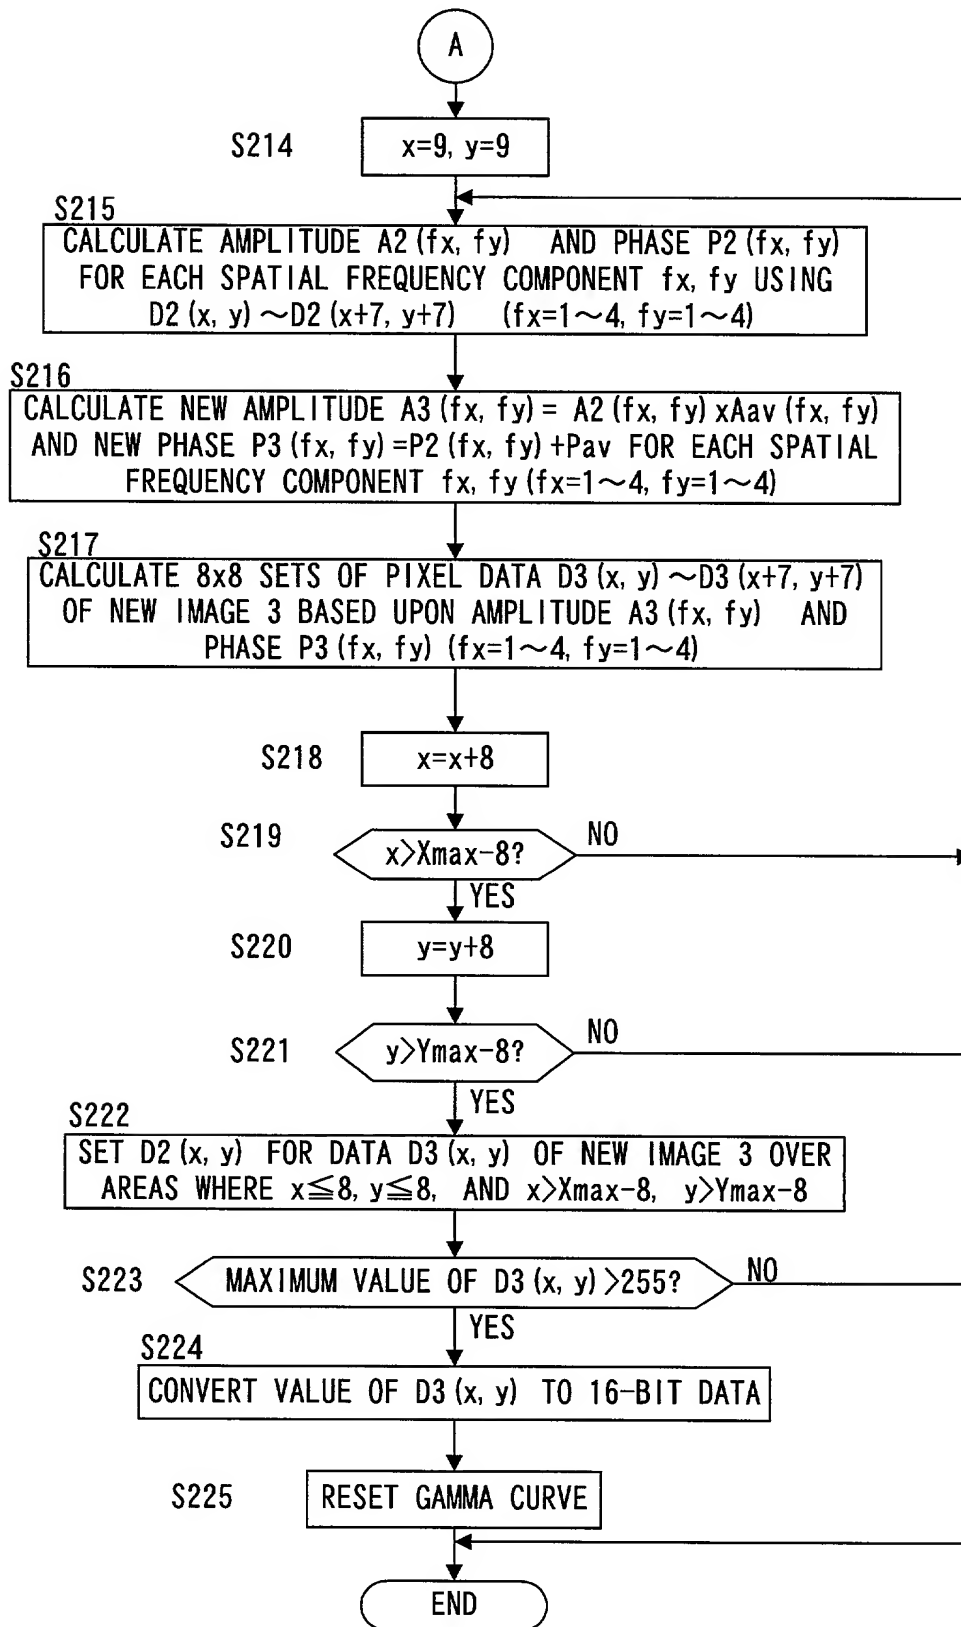 A
S214
x=9, y=9
S215
CALCULATE AMPLITUDE A2(fx, fy) AND PHASE P2(fx, fy)
FOR EACH SPATIAL FREQUENCY COMPONENT fx, fy USING
D2(x, y)～D2(x+7, y+7) (fx=1～4, fy=1～4)
S216
CALCULATE NEW AMPLITUDE A3(fx, fy)= A2(fx, fy)xAav(fx, fy)
AND NEW PHASE P3(fx, fy)=P2(fx, fy)+Pav FOR EACH SPATIAL
FREQUENCY COMPONENT fx, fy(fx=1～4, fy=1～4)
S217
CALCULATE 8x8 SETS OF PIXEL DATA D3(x, y)～D3(x+7, y+7)
OF NEW IMAGE 3 BASED UPON AMPLITUDE A3(fx, fy) AND
PHASE P3(fx, fy)(fx=1～4, fy=1～4)
S218
x=x+8
S219
x>Xmax-8?
NO
YES
S220
y=y+8
S221
y>Ymax-8?
NO
YES
S222
SET D2(x, y) FOR DATA D3(x, y) OF NEW IMAGE 3 OVER
AREAS WHERE x≦8, y≦8, AND x>Xmax-8, y>Ymax-8
S223
MAXIMUM VALUE OF D3(x, y)>255?
NO
YES
S224
CONVERT VALUE OF D3(x, y) TO 16-BIT DATA
S225
RESET GAMMA CURVE
END